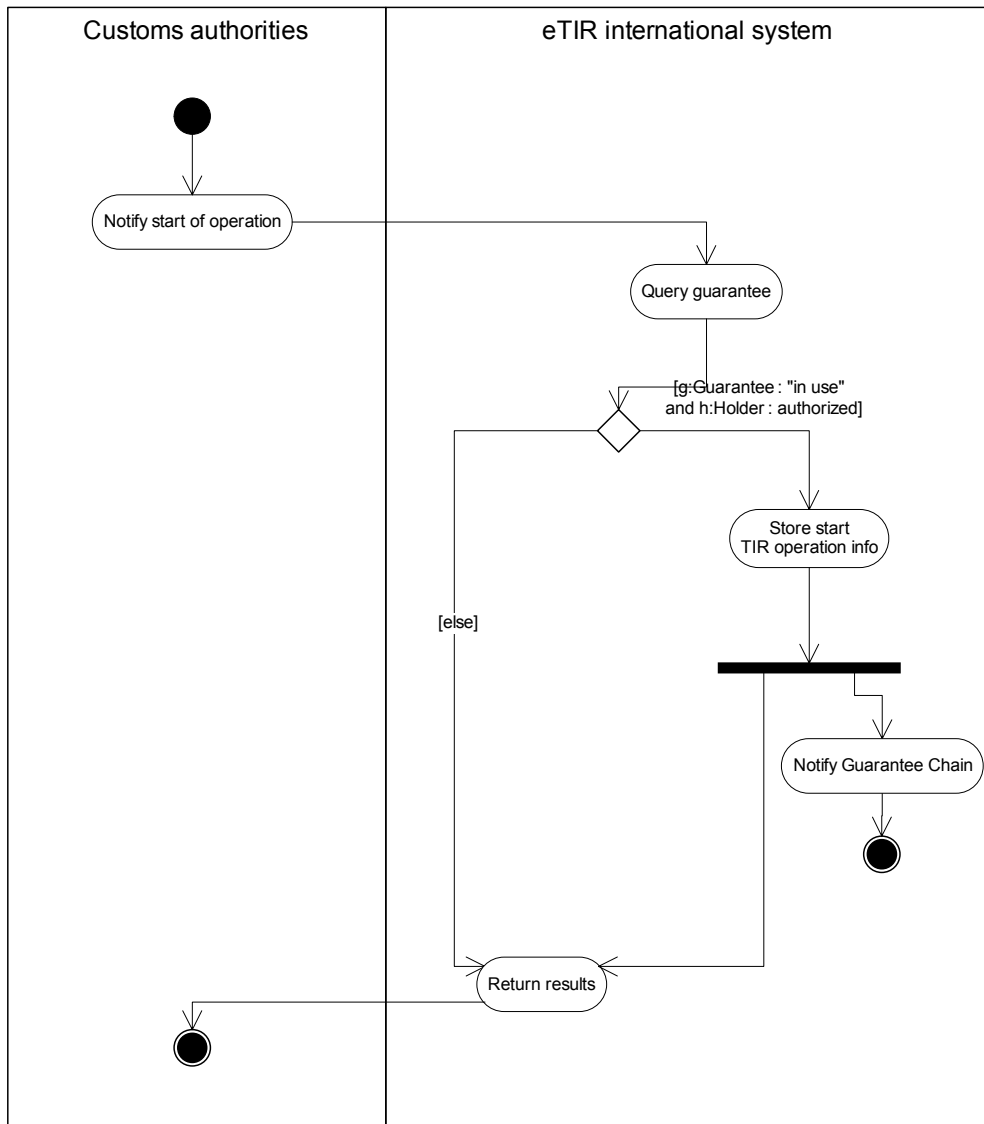 Customs authorities
eTIR international system
Notify start of operation
Query guarantee
[g:Guarantee : "in use"
and h:Holder : authorized]
Store start
TIR operation info
[else]
Notify Guarantee Chain
Return results